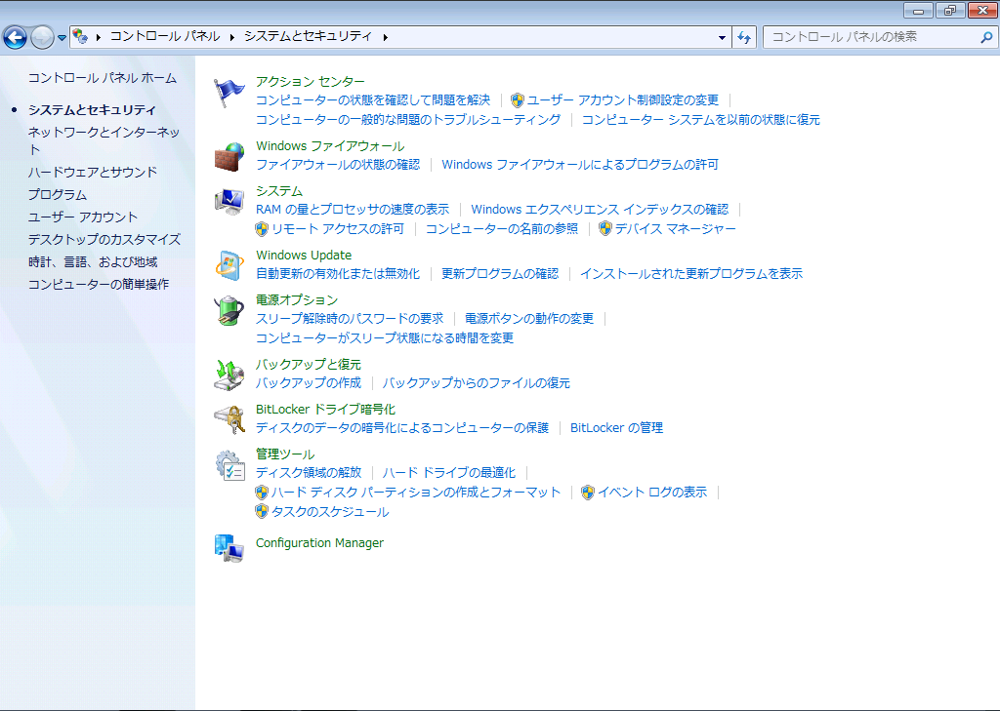 コントロール パネル システムとセキュリティ
コントロール パネルの検索
コントロール パネル ホーム
システムとセキュリティ
ネットワークとインターネッ
ト
ハードウェアとサウンド
プログラム
ユーザー アカウント
デスクトップのカスタマイズ
時計、言語、および地域
コンピューターの簡単操作
アクション センター
コンピューターの状態を確認して問題を解決 ユーザー アカウント制御設定の変更
コンピューターの一般的な問題のトラブルシューティング コンピューター システムを以前の状態に復元
Windows ファイアウォール
ファイアウォールの状態の確認 Windows ファイアウォールによるプログラムの許可
システム
RAM の量とプロセッサの速度の表示 Windows エクスペリエンス インデックスの確認
リモート アクセスの許可 コンピューターの名前の参照 デバイス マネージャー
Windows Update
自動更新の有効化または無効化 更新プログラムの確認 インストールされた更新プログラムを表示
電源オプション
スリープ解除時のパスワードの要求 電源ボタンの動作の変更
コンピューターがスリープ状態になる時間を変更
バックアップと復元
バックアップの作成 バックアップからのファイルの復元
BitLocker ドライブ暗号化
ディスクのデータの暗号化によるコンピューターの保護 BitLocker の管理
管理ツール
ディスク領域の解放 ハード ドライブの最適化
ハード ディスク パーティションの作成とフォーマット イベント ログの表示
タスクのスケジュール
Configuration Manager